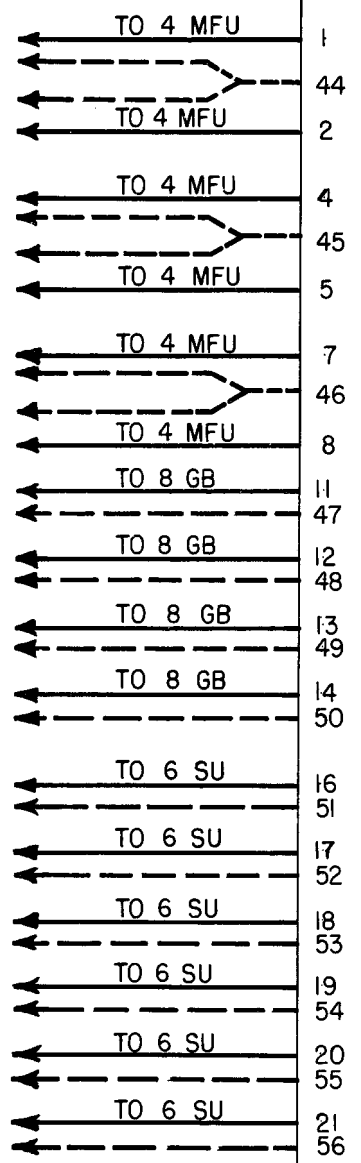 TO 4 MFU 1
44
TO 4 MFU 2
TO 4 MFU 4
45
TO 4 MFU 5
TO 4 MFU 7
46
TO 4 MFU 8
TO 8 GB 11
47
TO 8 GB 12
48
TO 8 GB 13
49
TO 8 GB 14
50
TO 6 SU 16
51
TO 6 SU 17
52
TO 6 SU 18
53
TO 6 SU 19
54
TO 6 SU 20
55
TO 6 SU 21
56